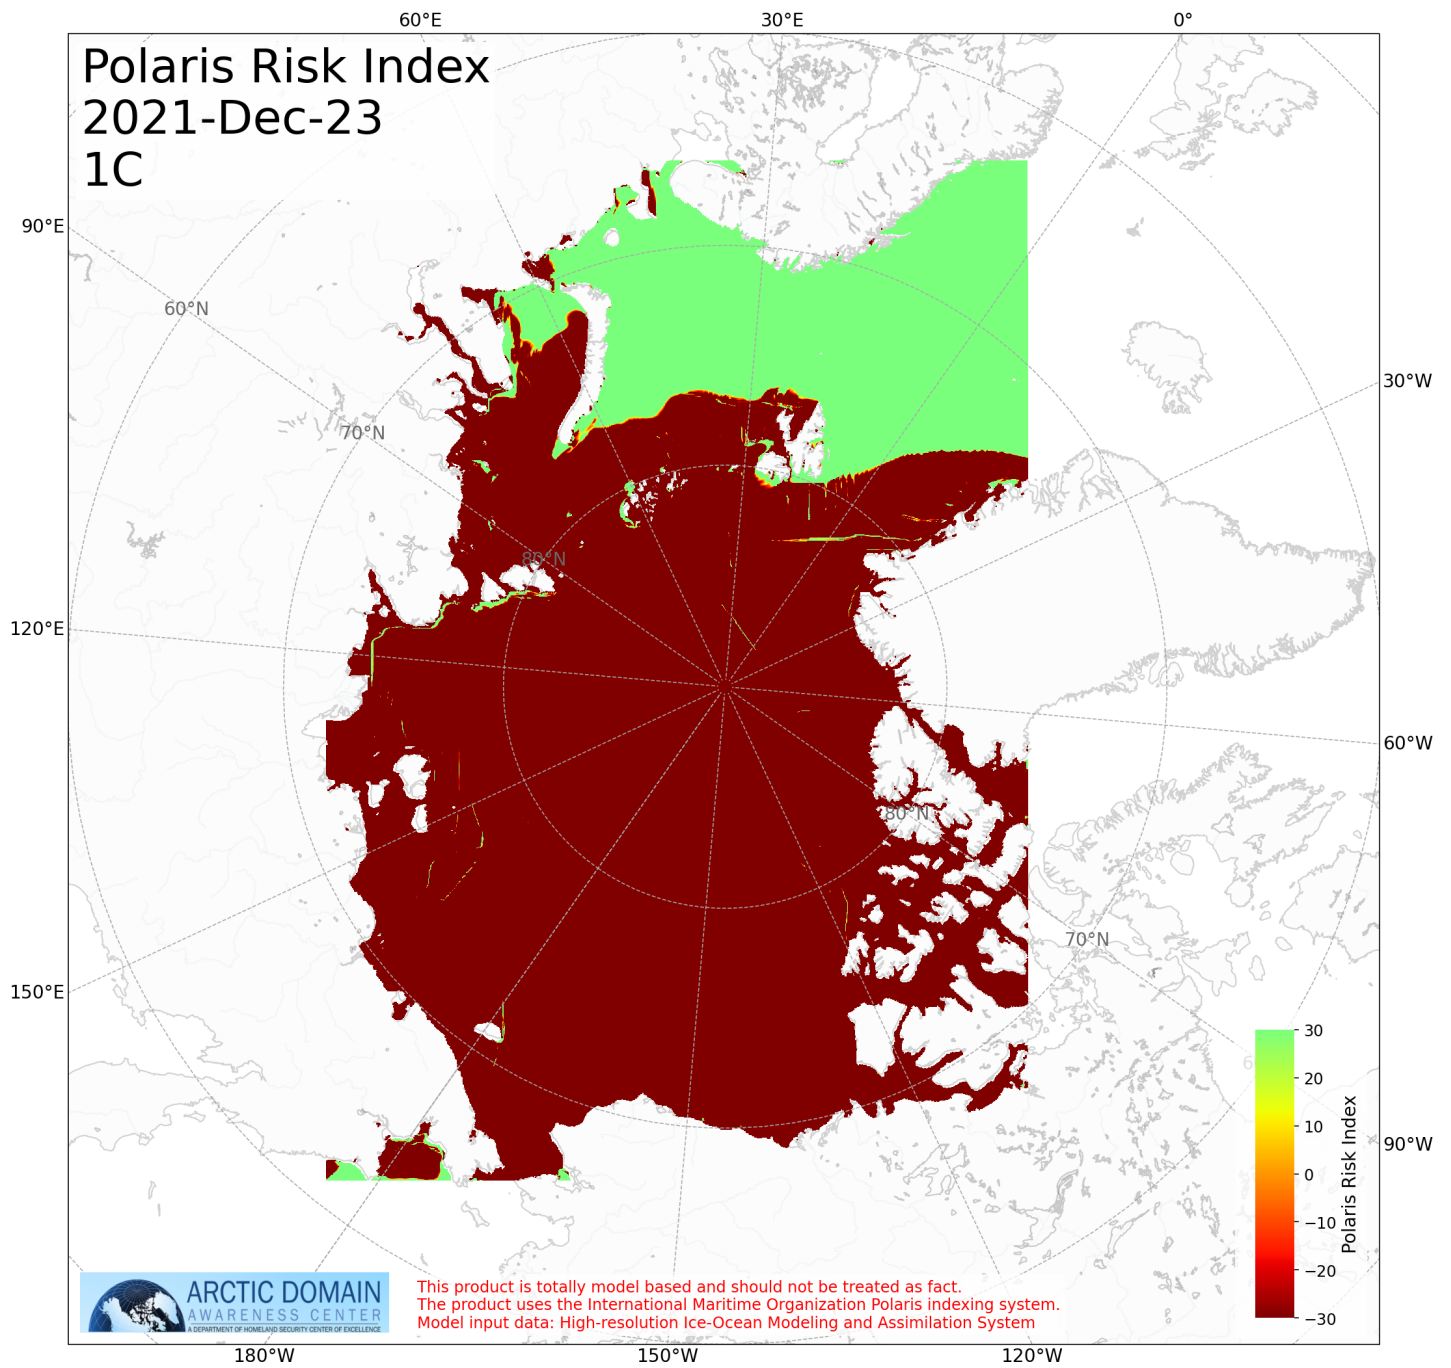 60°E
30°E
0°
Polaris Risk Index
2021-Dec-23
1C
90°E
60°N
30°W
70°N
80°N
120°E
60°W
80°N
70°N
150°E
30
20
10
0
−10
−20
−30
Polaris Risk Index
90°W
ARCTIC DOMAIN
AWARENESS CENTER
A DEPARTMENT OF HOMELAND SECURITY CENTER OF EXCELLENCE
This product is totally model based and should not be treated as fact.
The product uses the International Maritime Organization Polaris indexing system.
Model input data: High-resolution Ice-Ocean Modeling and Assimilation System
180°W
150°W
120°W